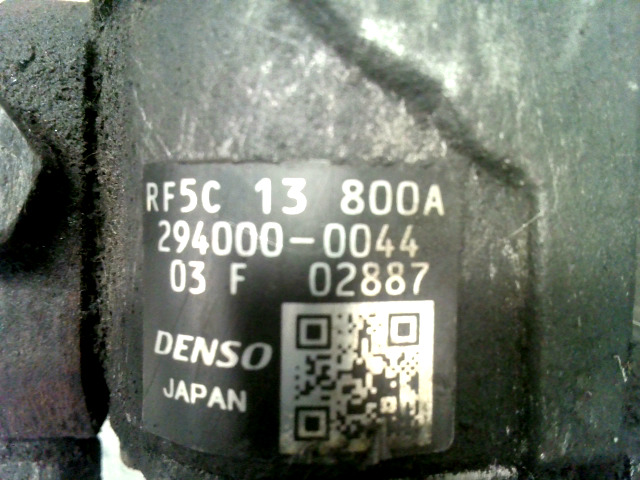 RF5C 13 800A
294000-0044
03 F 02887
DENSO
JAPAN